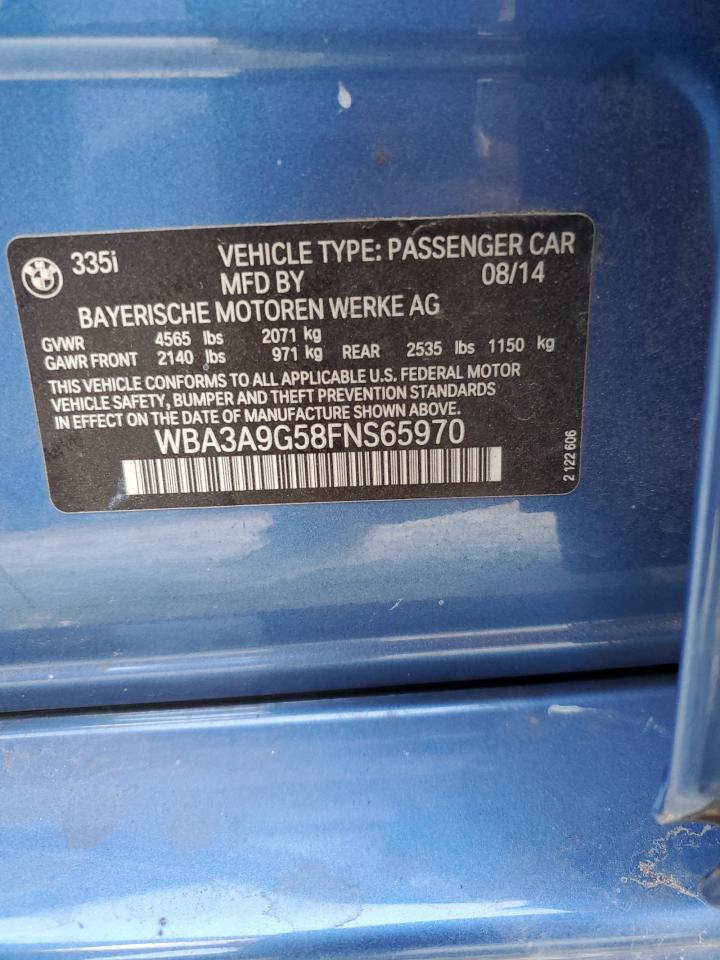 335i VEHICLE TYPE: PASSENGER CAR
MFD BY 08/14
BAYERISCHE MOTOREN WERKE AG
GVWR 4565 lbs 2071 kg
GAWR FRONT 2140 lbs 971 kg REAR 2535 lbs 1150 kg
THIS VEHICLE CONFORMS TO ALL APPLICABLE U.S. FEDERAL MOTOR
VEHICLE SAFETY, BUMPER AND THEFT PREVENTION STANDARDS
IN EFFECT ON THE DATE OF MANUFACTURE SHOWN ABOVE.
WBA3A9G58FNS65970
2 122 606